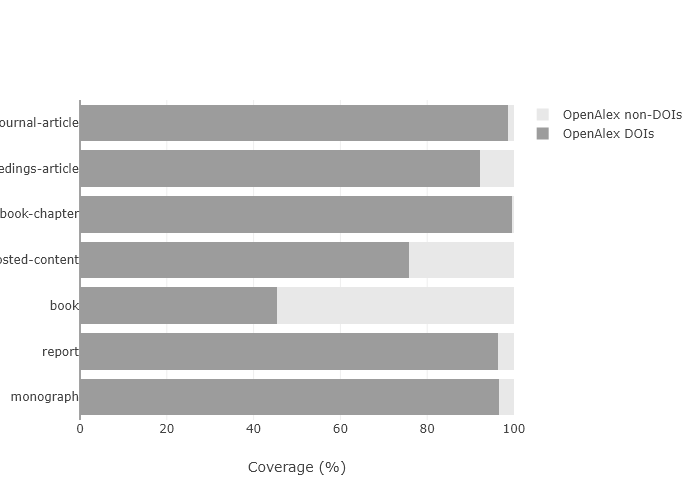 OpenAlex non-DOIs
OpenAlex DOIs
ournal-article
edings-article
book-chapter
osted-content
book
report
monograph
0 20 40 60 80 100
Coverage (%)